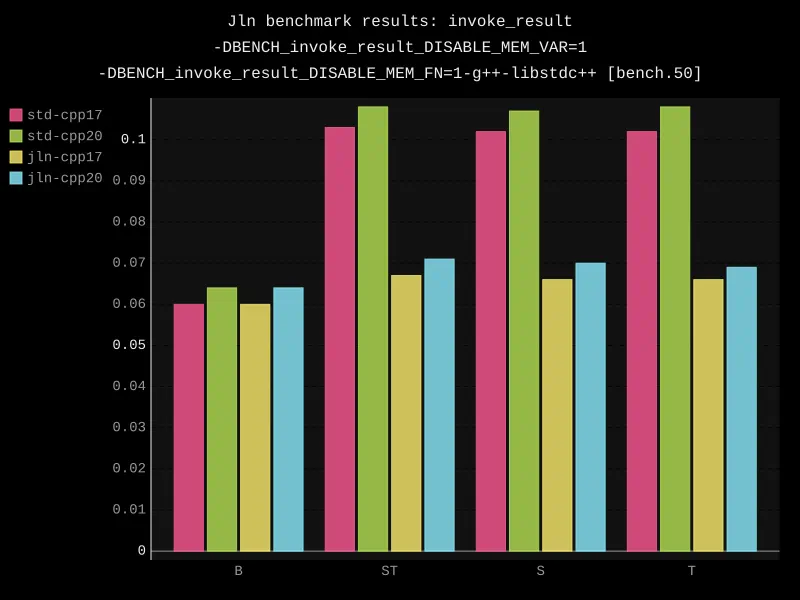 Jln benchmark results: invoke_result
-DBENCH_invoke_result_DISABLE_MEM_VAR=1
-DBENCH_invoke_result_DISABLE_MEM_FN=1-g++-libstdc++ [bench.50]
std-cpp17
std-cpp20
jln-cpp17
jln-cpp20
0.1
0.09
0.08
0.07
0.06
0.05
0.04
0.03
0.02
0.01
0
B ST S T